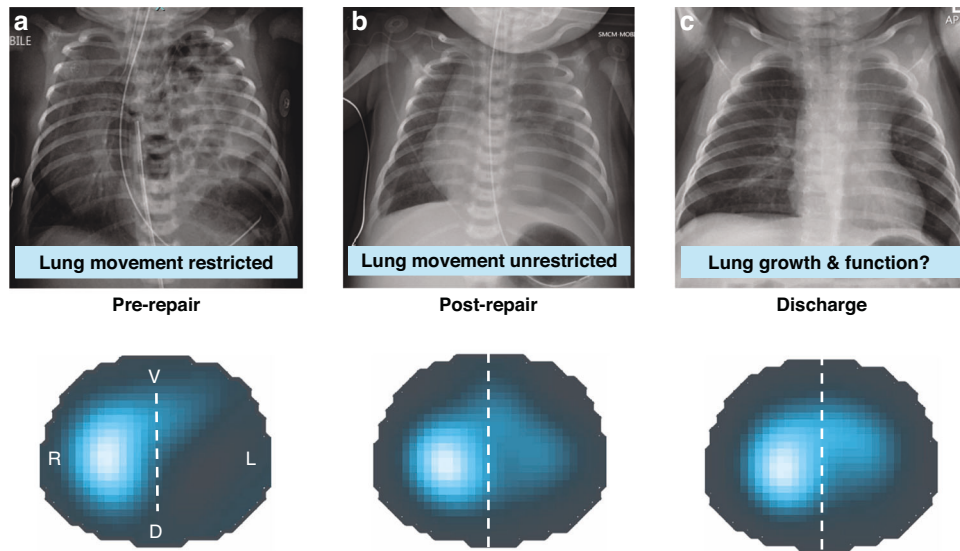 a
b
c
BILE
SMCM-MOBI
AP
Lung movement restricted
Lung movement unrestricted
Lung growth & function?
Pre-repair
Post-repair
Discharge
V
R
L
D